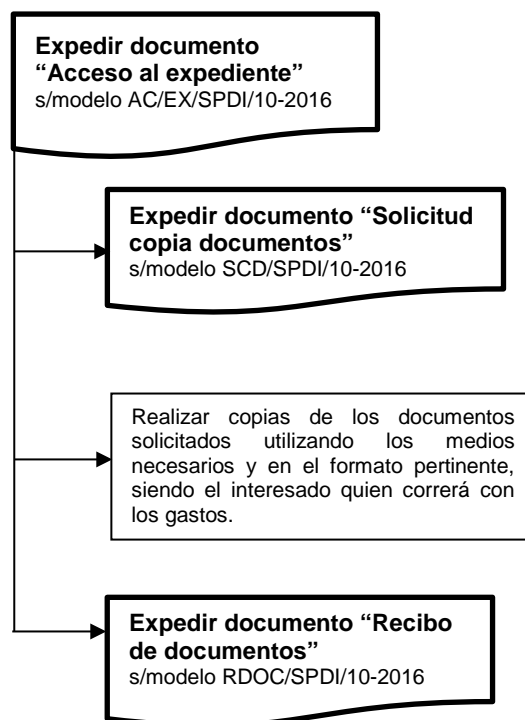 Expedir documento
“Acceso al expediente”
s/modelo AC/EX/SPDI/10-2016
Expedir documento “Solicitud
copia documentos”
s/modelo SCD/SPDI/10-2016
Realizar copias de los documentos
solicitados utilizando los medios
necesarios y en el formato pertinente,
siendo el interesado quien correrá con
los gastos.
Expedir documento “Recibo
de documentos”
s/modelo RDOC/SPDI/10-2016